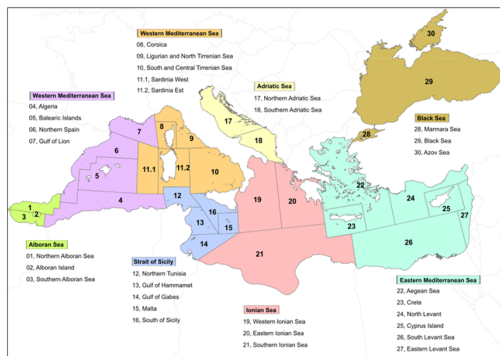 Western Mediterranean Sea
08, Corsica
09, Ligurian and North Tirrenian Sea
10, South and Central Tirrenian Sea
11.1, Sardinia West
11.2, Sardinia Est
Western Mediterranean Sea
04, Algeria
05, Balearic Islands
06, Northern Spain
07, Gulf of Lion
Adriatic Sea
17, Northern Adriatic Sea
18, Southern Adriatic Sea
Black Sea
28, Marmara Sea
29, Black Sea
30, Azov Sea
30
29
28
17
18
7
8
9
6
5
11.1
11.2
10
4
1
2
3
12
13
16
15
14
19
20
21
22
23
24
25
27
26
Alboran Sea
01, Northern Alboran Sea
02, Alboran Island
03, Southern Alboran Sea
Strait of Sicily
12, Northern Tunisia
13, Gulf of Hammamet
14, Gulf of Gabes
15, Malta
16, South of Sicily
Ionian Sea
19, Western Ionian Sea
20, Eastern Ionian Sea
21, Southern Ionian Sea
Eastern Mediterranean Sea
22, Aegean Sea
23, Crete
24, North Levant
25, Cyprus Island
26, South Levant Sea
27, Eastern Levant Sea